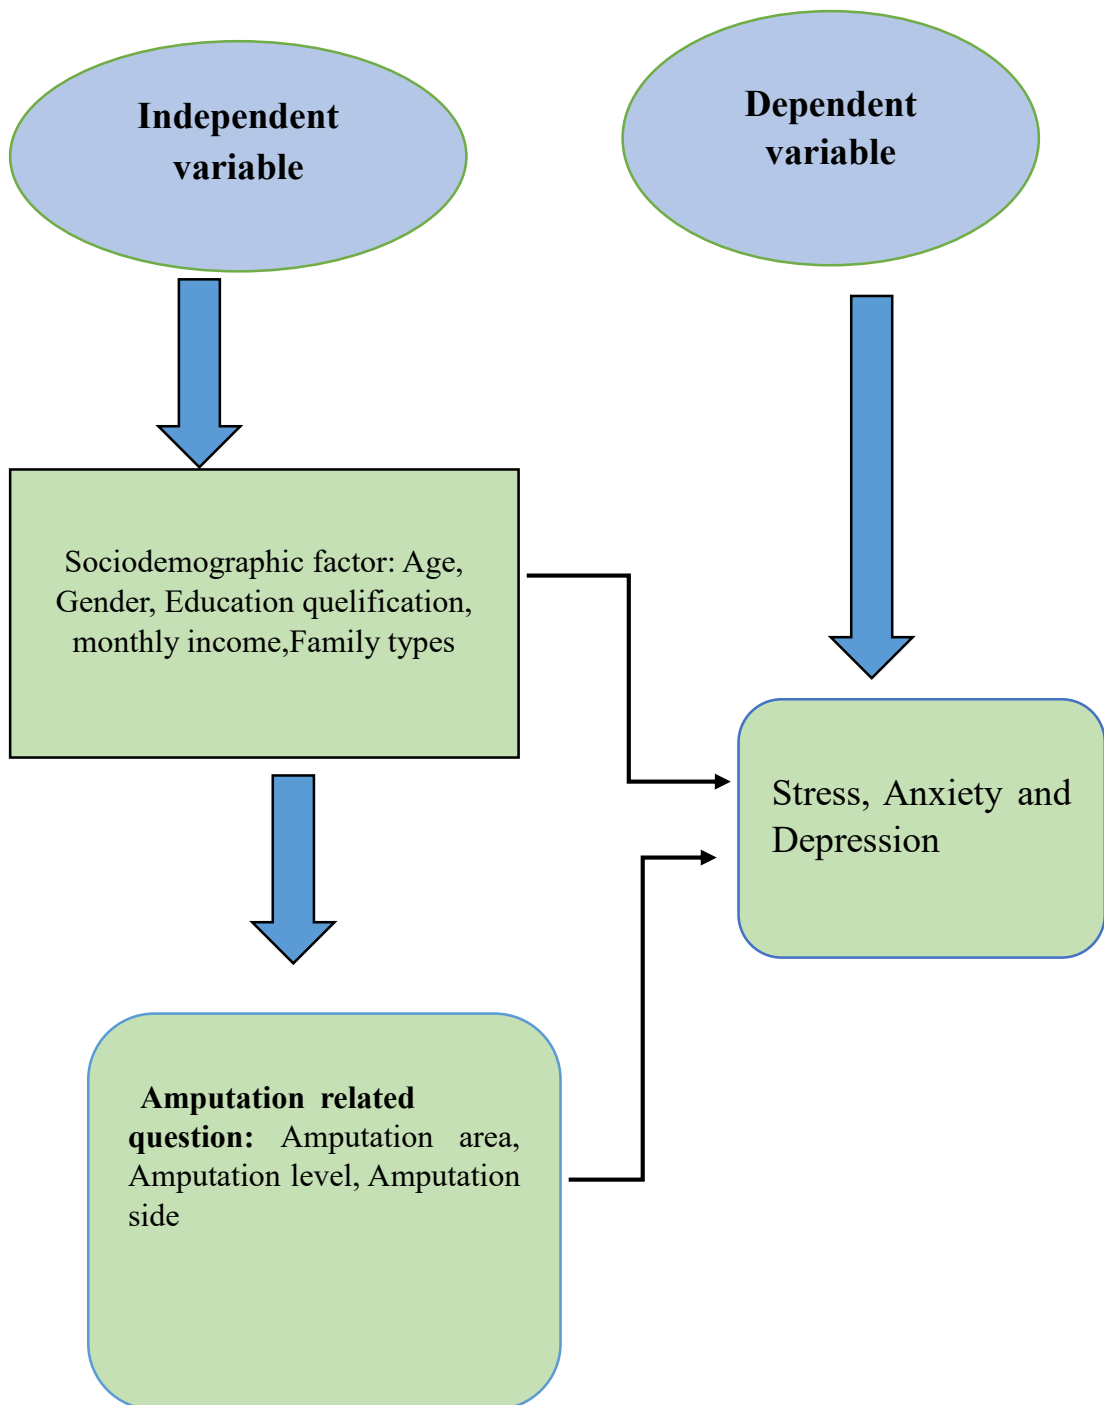 Independent
variable
Dependent
variable
Sociodemographic factor: Age,
Gender, Education quelification,
monthly income,Family types
Stress, Anxiety and
Depression
Amputation related
question: Amputation area,
Amputation level, Amputation
side